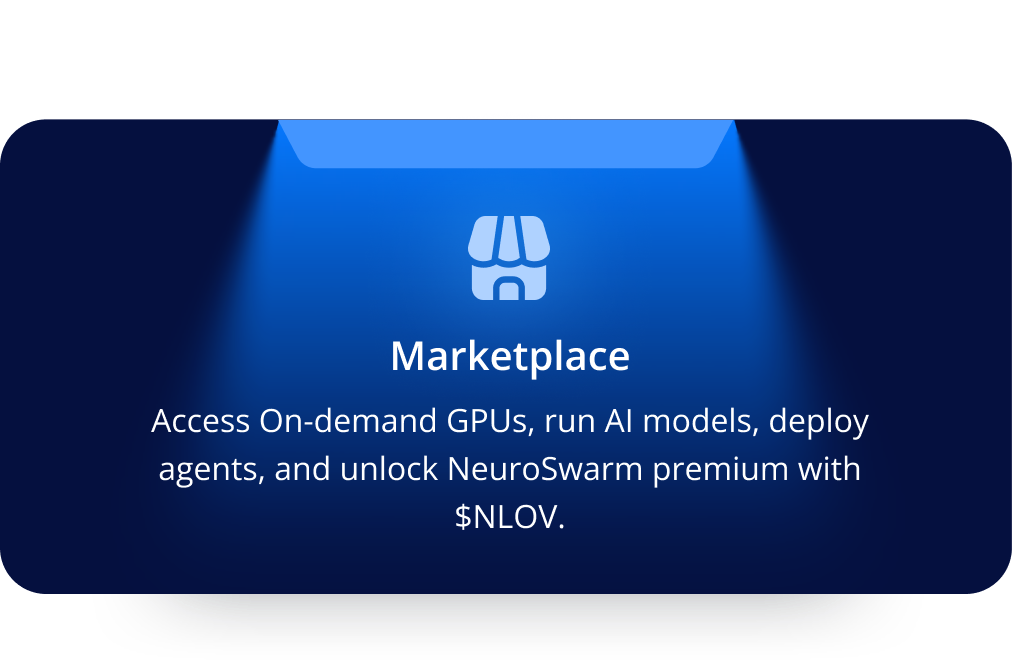 Marketplace
Access On-demand GPUs, run AI models, deploy
agents, and unlock NeuroSwarm premium with
$NLOV.